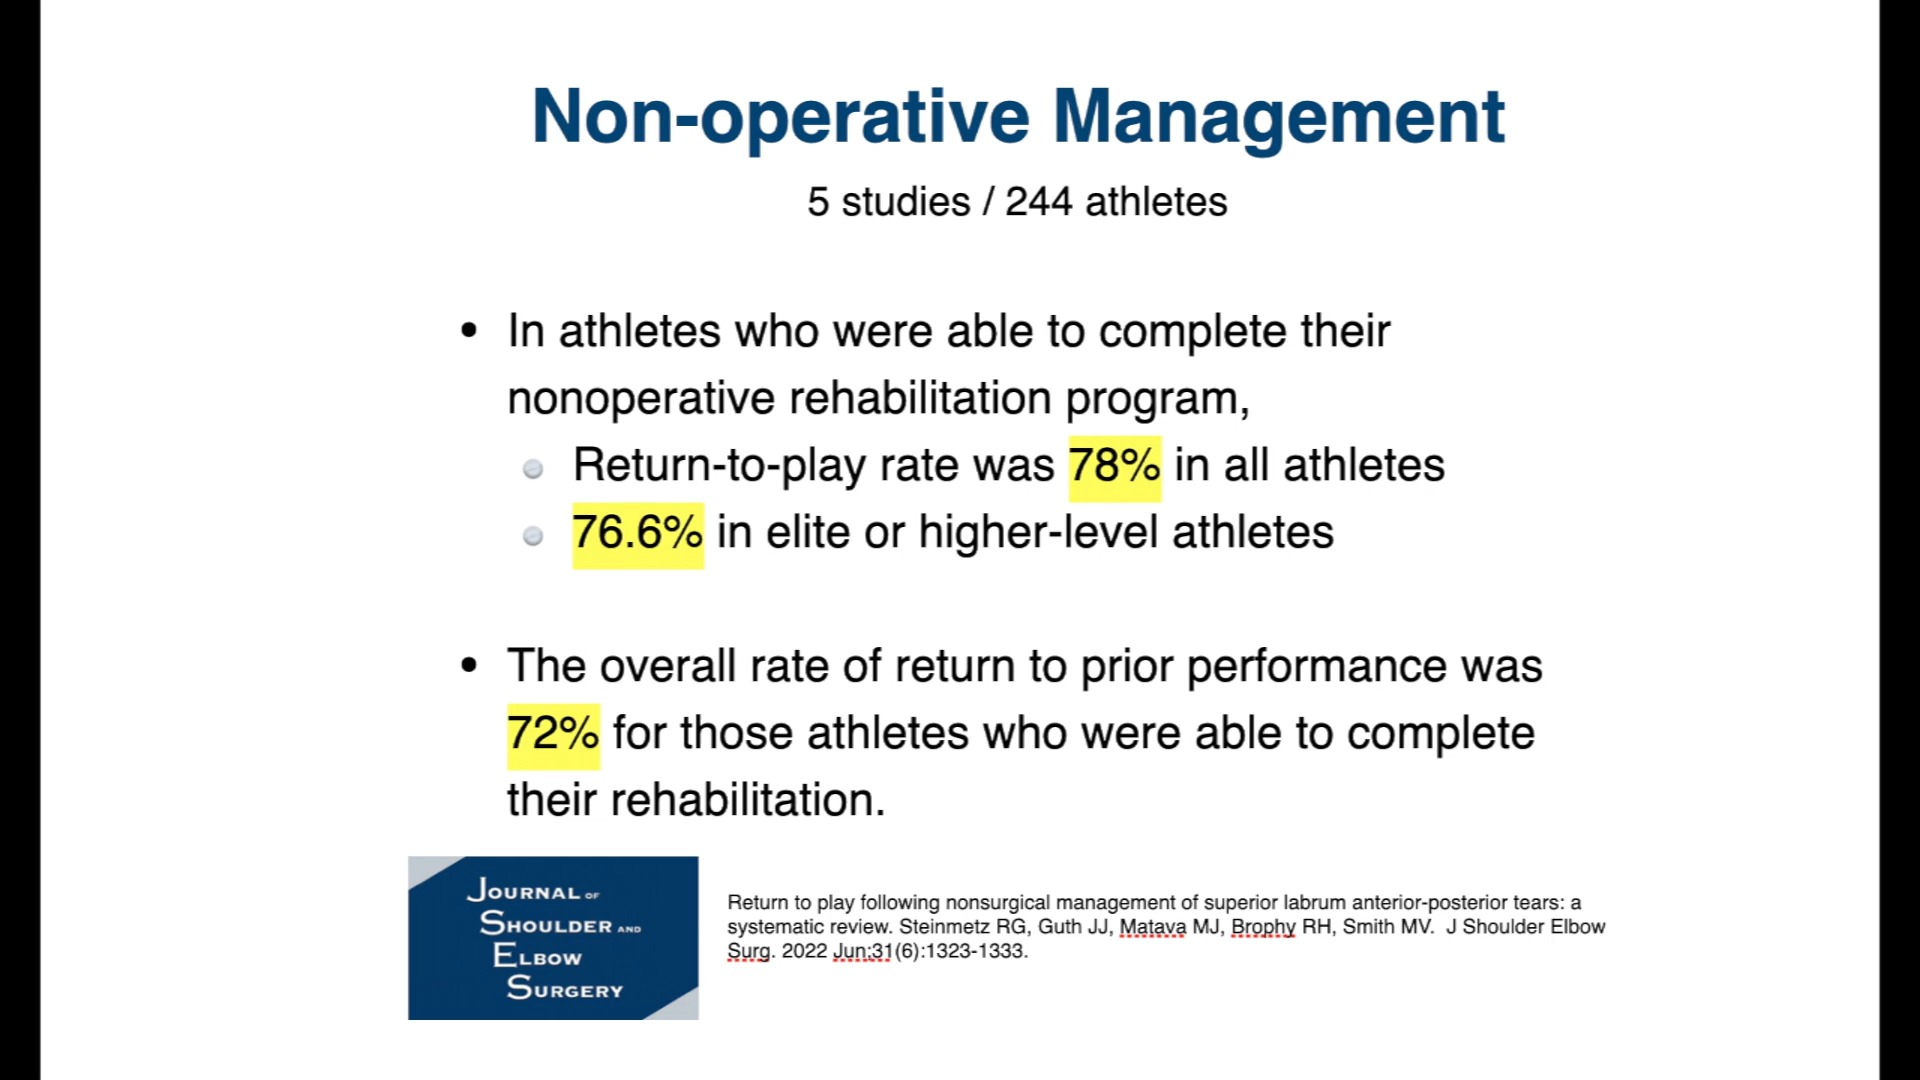 Non-operative Management
5 studies / 244 athletes
• In athletes who were able to complete their
nonoperative rehabilitation program,
Return-to-play rate was 78% in all athletes
76.6% in elite or higher-level athletes
• The overall rate of return to prior performance was
72% for those athletes who were able to complete
their rehabilitation.
JOURNAL OF
SHOULDER AND
ELBOW
SURGERY
Return to play following nonsurgical management of superior labrum anterior-posterior tears: a
systematic review. Steinmetz RG, Guth JJ, Matava MJ, Brophy RH, Smith MV.  J Shoulder Elbow
Surg. 2022 Jun;31(6):1323-1333.